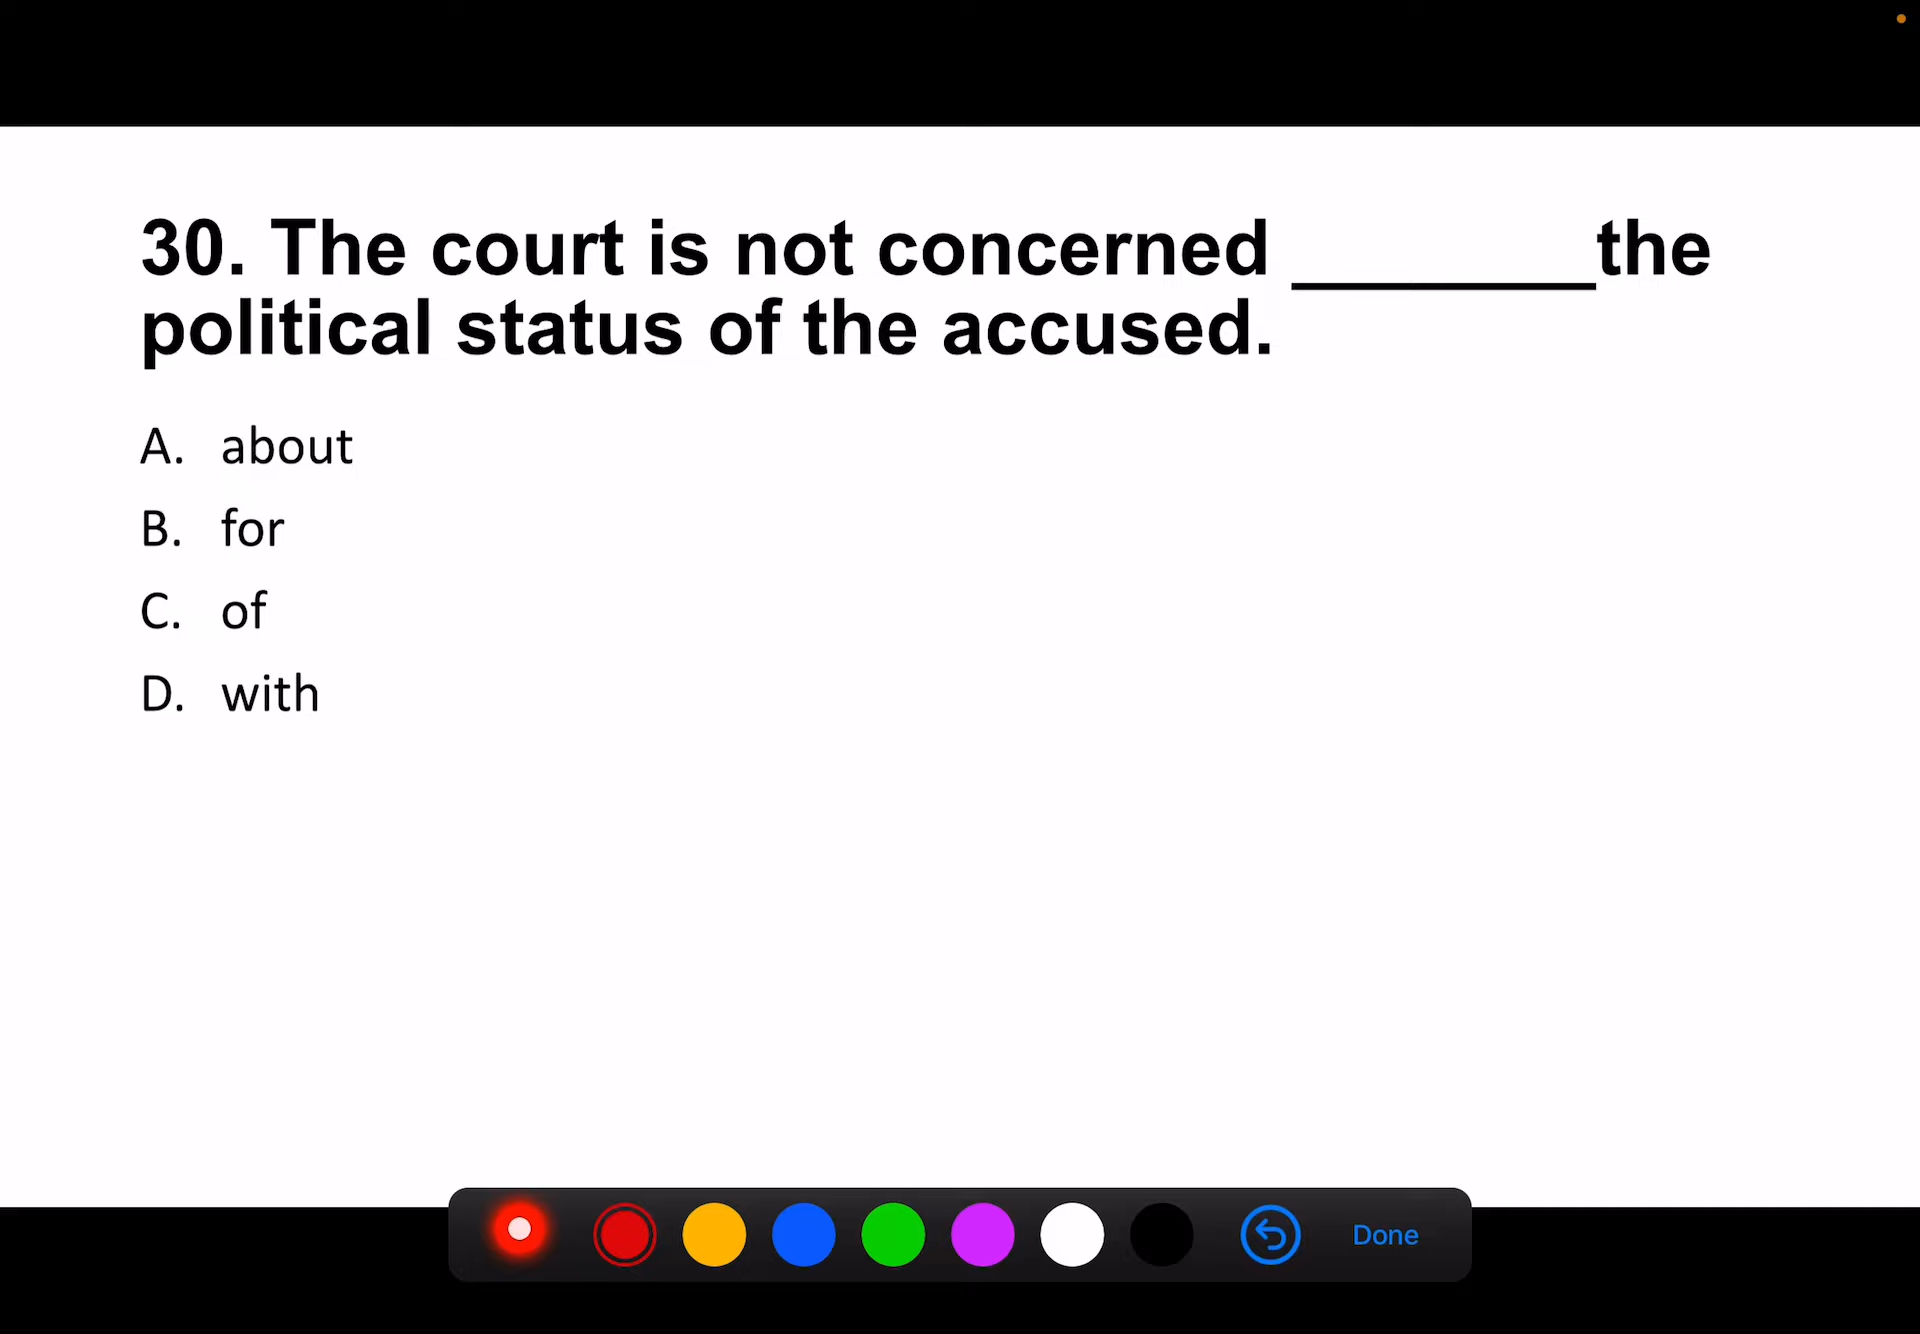 30. The court is not concerned ________the
political status of the accused.
A. about
B. for
C. of
D. with
Done